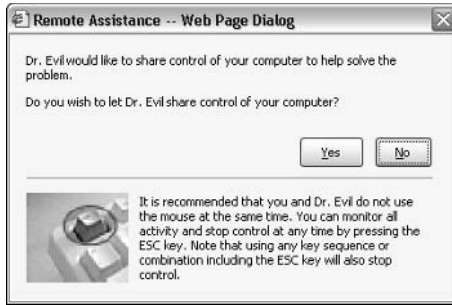 Remote Assistance -- Web Page Dialog
Dr. Evil would like to share control of your computer to help solve the
problem.
Do you wish to let Dr. Evil share control of your computer?
Yes No
It is recommended that you and Dr. Evil do not use
the mouse at the same time. You can monitor all
activity and stop control at any time by pressing the
ESC key. Note that using any key sequence or
combination including the ESC key will also stop
control.